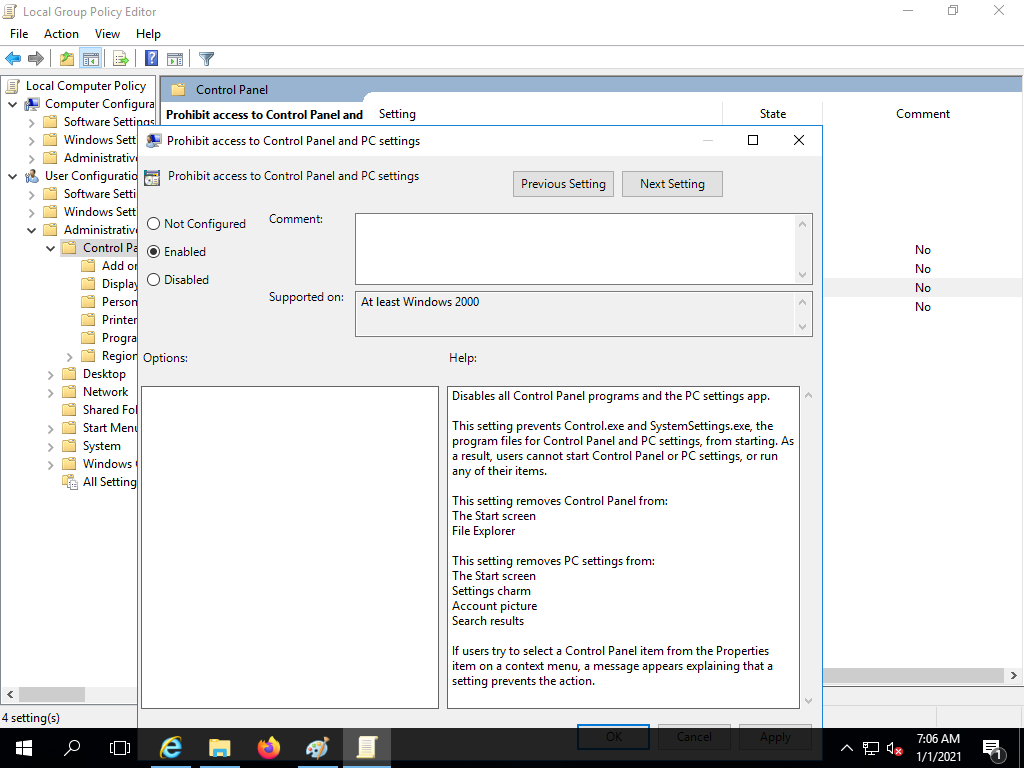 Local Group Policy Editor
File Action View Help
Local Computer Policy
Computer Configura
Software Settings
Windows Sett
Administrative
User Configuratio
Software Setti
Windows Sett
Administrative
Control Pa
Add or
Display
Person
Printer
Progra
Region
Desktop
Network
Shared Fol
Start Menu
System
Windows C
All Setting
4 setting(s)
Control Panel
Prohibit access to Control Panel and
Setting State Comment
No
No
No
No
Prohibit access to Control Panel and PC settings
Prohibit access to Control Panel and PC settings
Previous Setting Next Setting
Not Configured
Enabled
Disabled
Comment:
Supported on:
At least Windows 2000
Options:
Help:
Disables all Control Panel programs and the PC settings app.
This setting prevents Control.exe and SystemSettings.exe, the
program files for Control Panel and PC settings, from starting. As
a result, users cannot start Control Panel or PC settings, or run
any of their items.
This setting removes Control Panel from:
The Start screen
File Explorer
This setting removes PC settings from:
The Start screen
Settings charm
Account picture
Search results
If users try to select a Control Panel item from the Properties
item on a context menu, a message appears explaining that a
setting prevents the action.
OK Cancel Apply
7:06 AM
1/1/2021
1